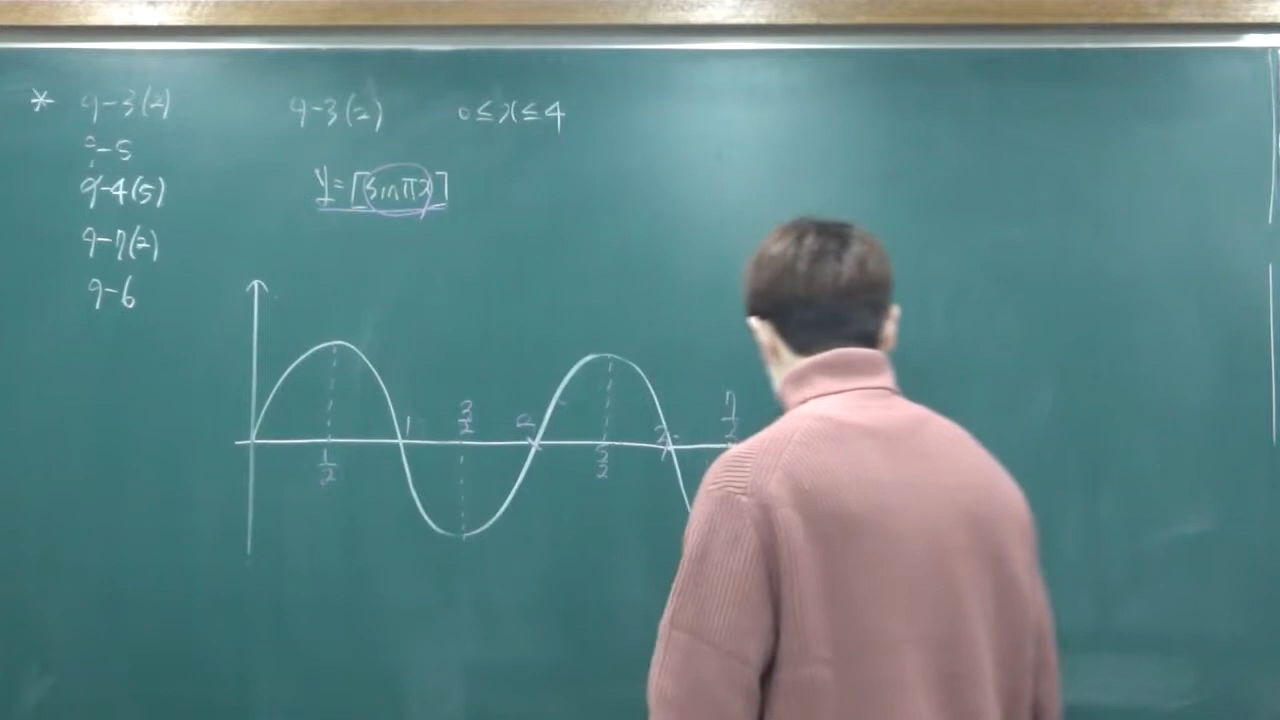 * 9-3(2)
-5
9-4(5)
9-7(2)
9-6
9-3(2) 0≤x≤4
y=[sinπx]
1 3/2 2 3 7/2
1/2 5/2